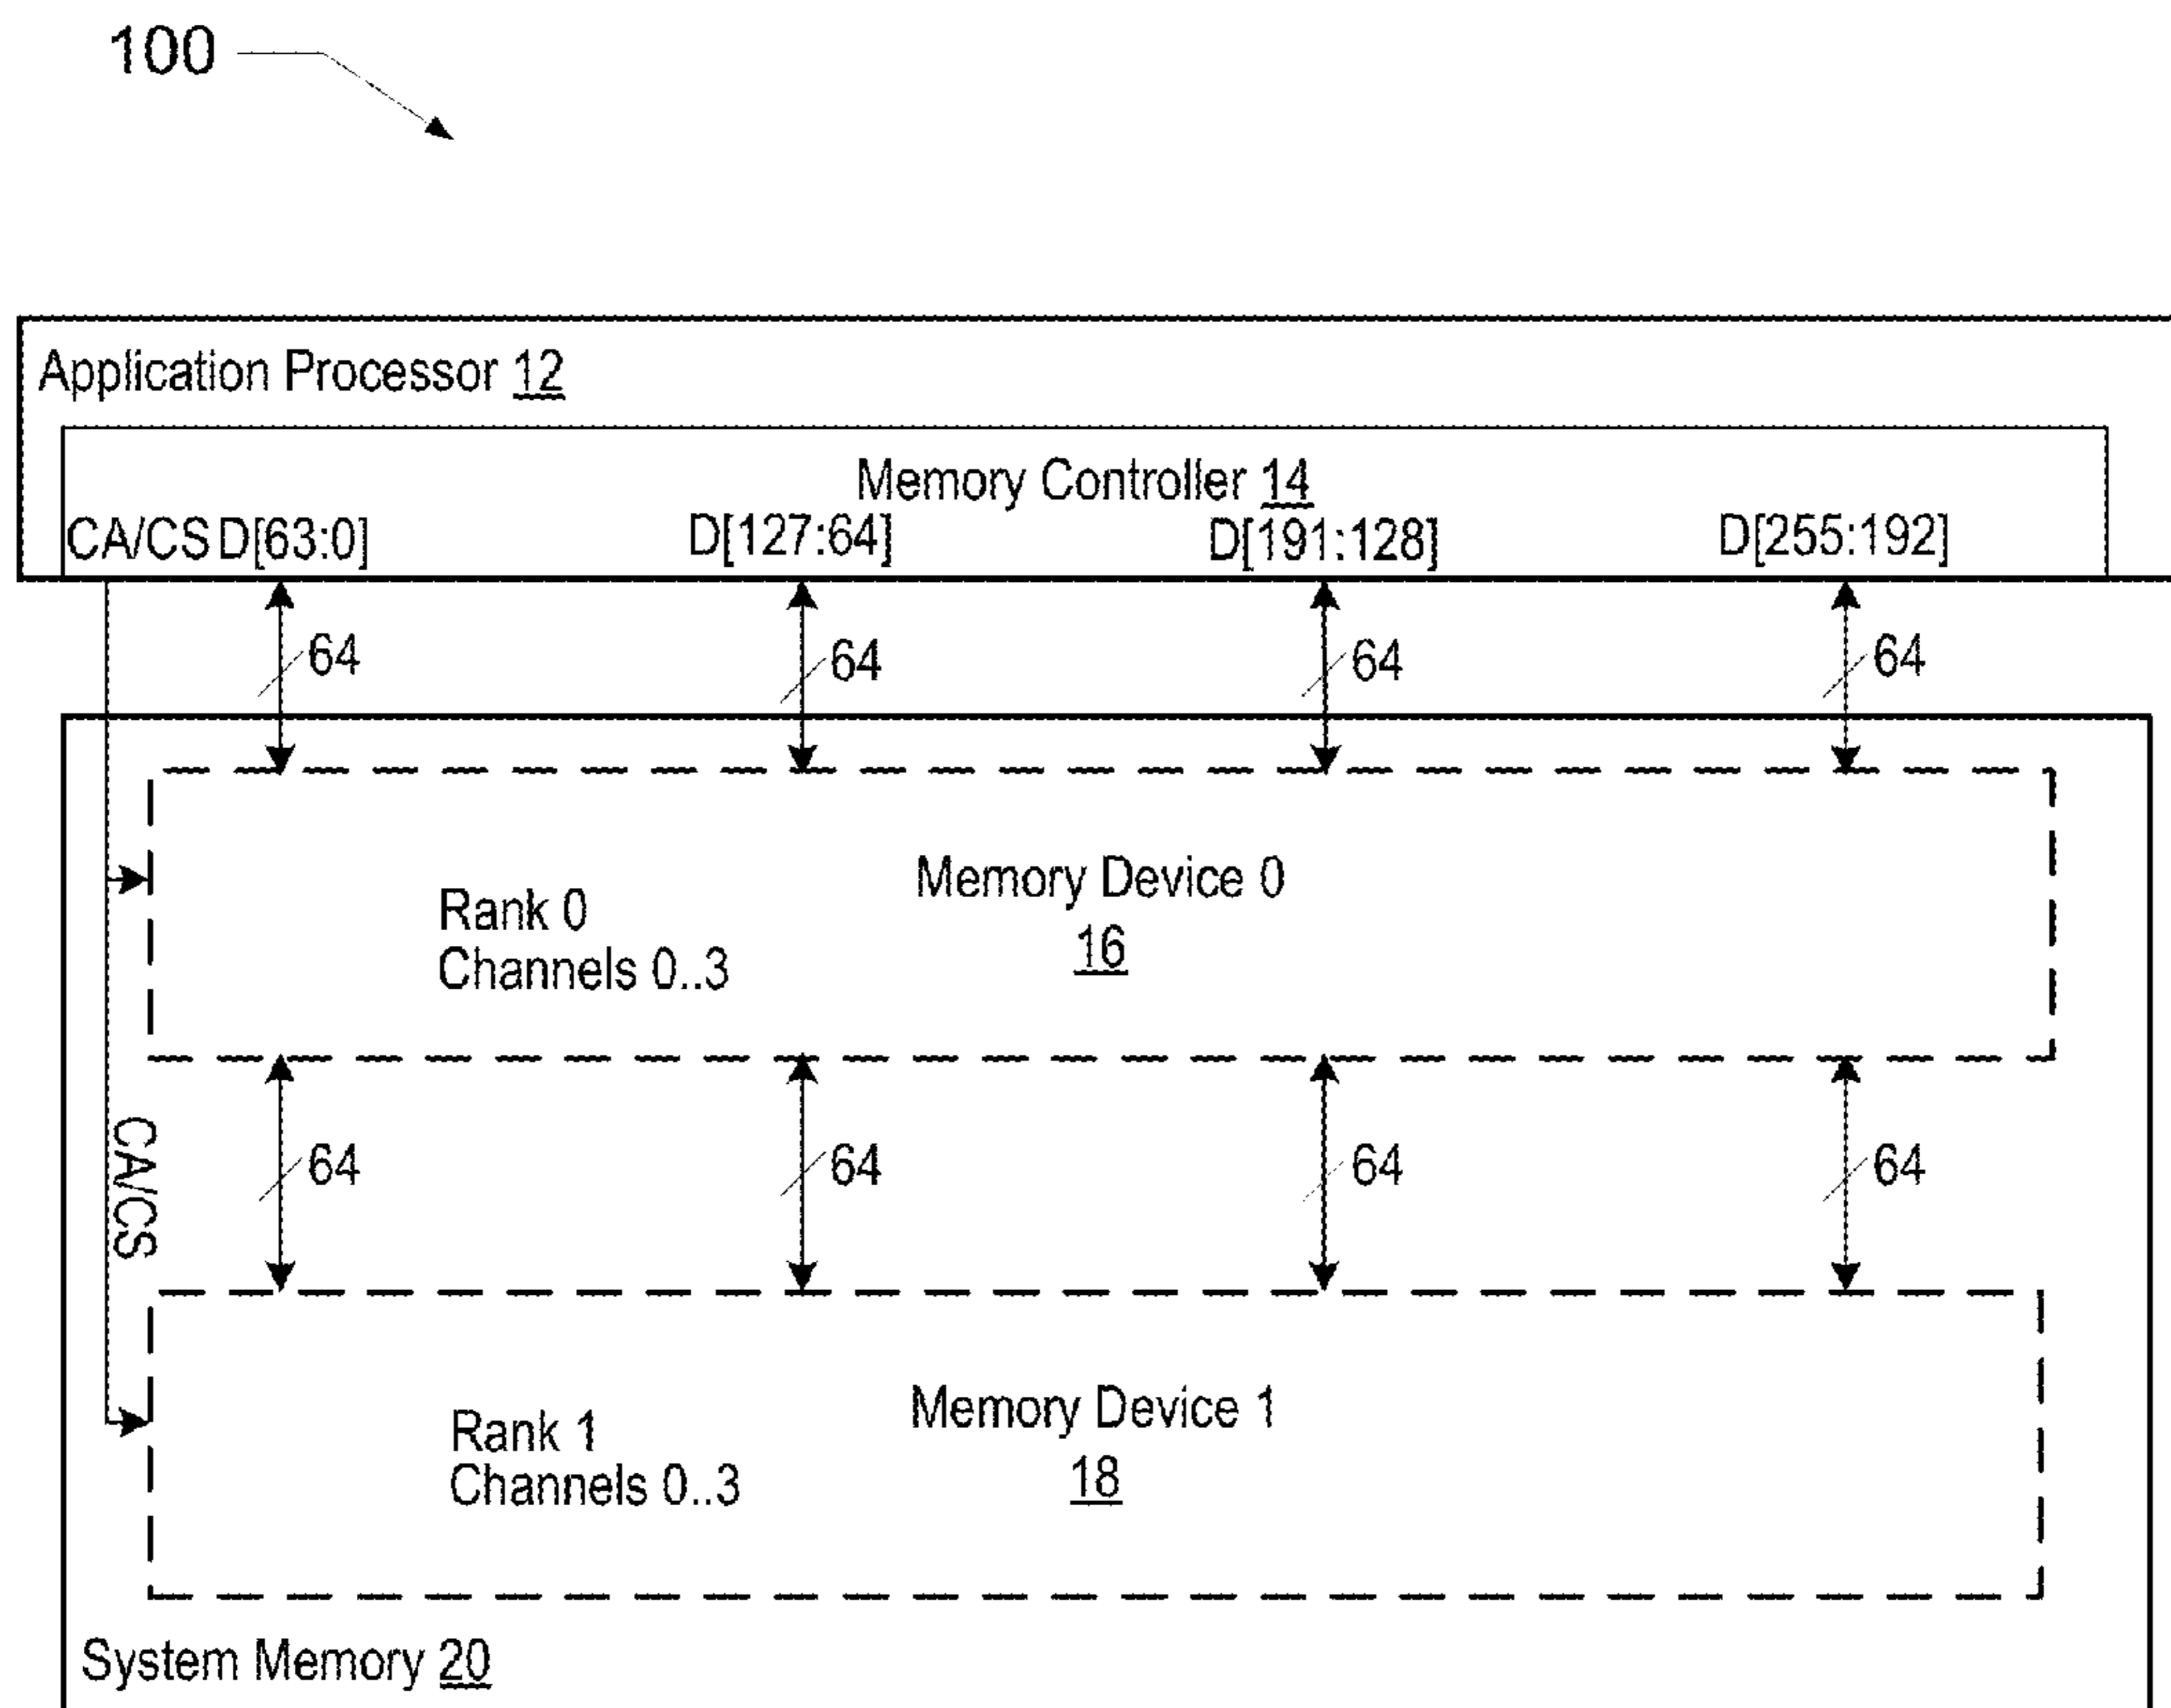 100
Application Processor 12
Memory Controller 14
CA/CS D[63:0] D[127:64] D[191:128] D[255:192]
64 64 64 64
Memory Device 0
16
Rank 0
Channels 0..3
CA/CS
64 64 64 64
Memory Device 1
18
Rank 1
Channels 0..3
System Memory 20